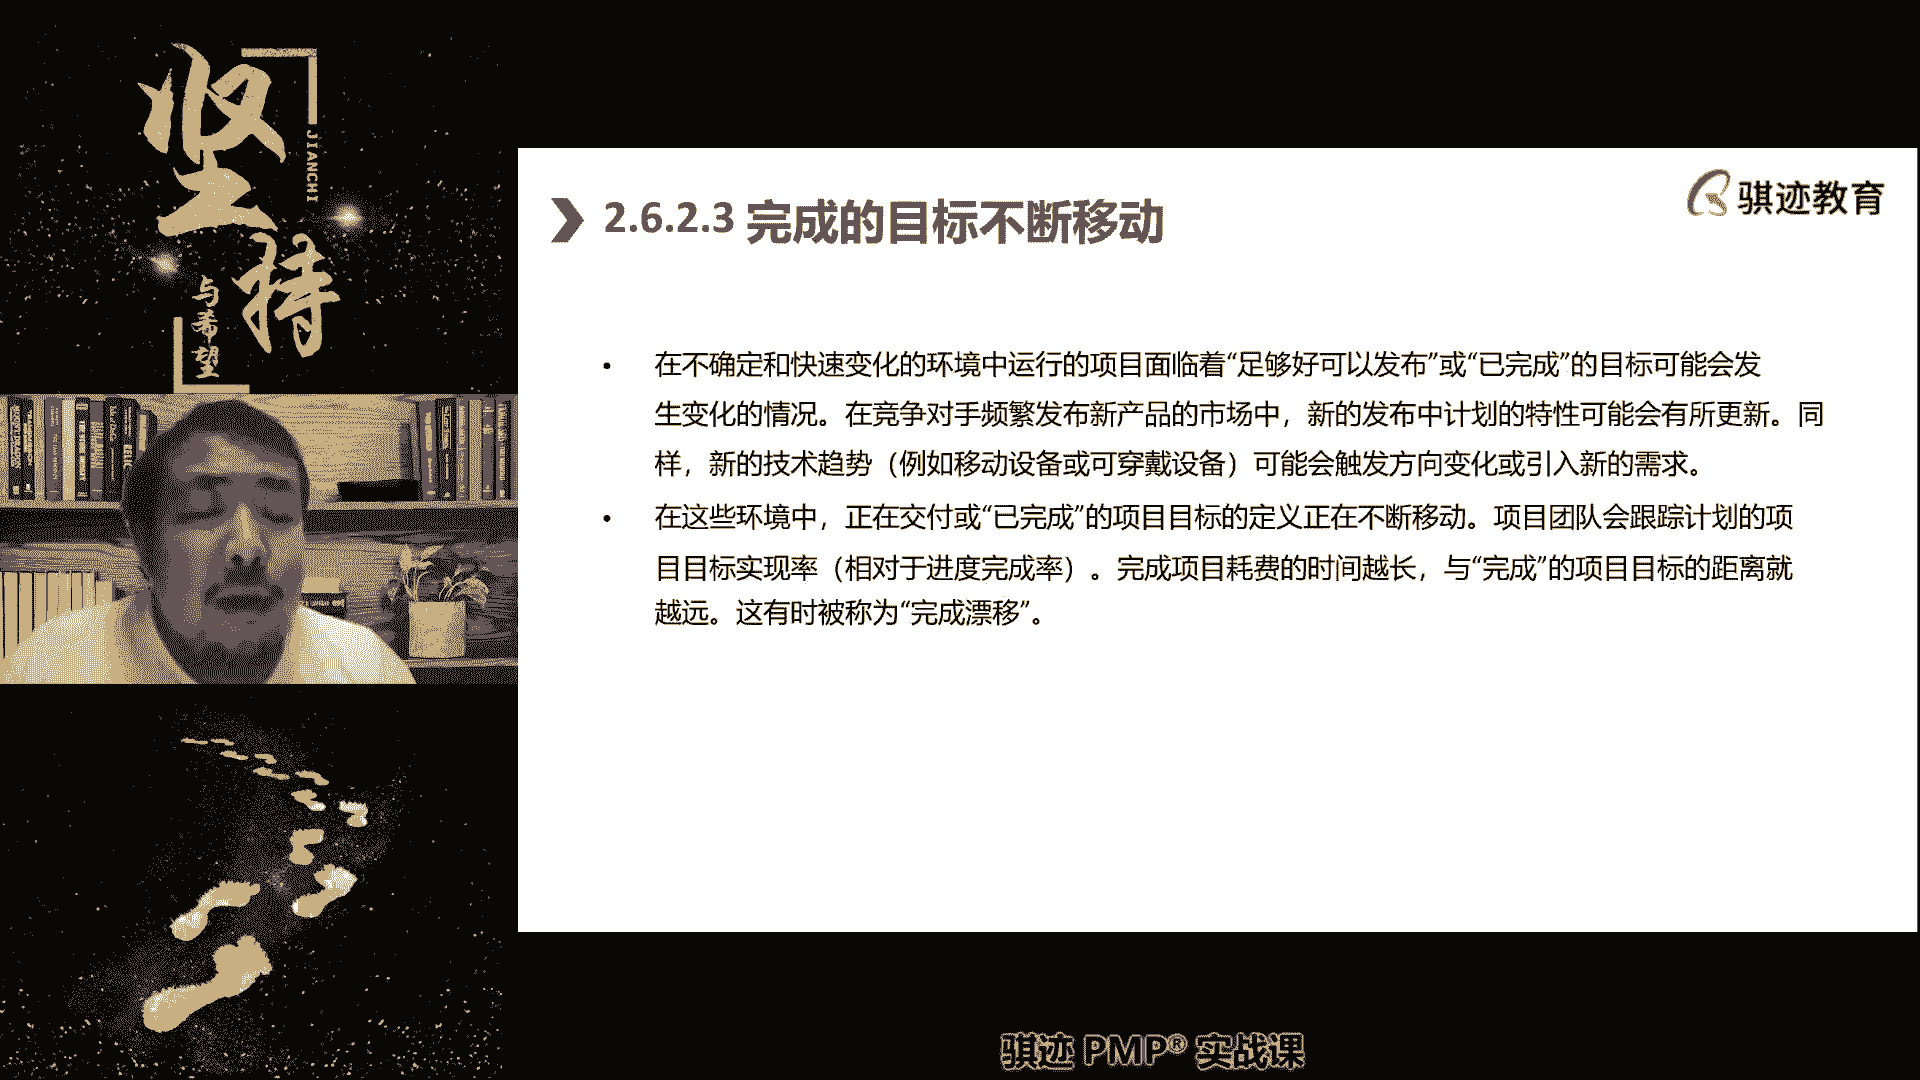 坚持
JIANCHI
与希望
骐迹教育
2.6.2.3 完成的目标不断移动
• 在不确定和快速变化的环境中运行的项目面临着“足够好可以发布”或“已完成”的目标可能会发
生变化的情况。在竞争对手频繁发布新产品的市场中，新的发布中计划的特性可能会有所更新。同
样，新的技术趋势（例如移动设备或可穿戴设备）可能会触发方向变化或引入新的需求。
• 在这些环境中，正在交付或“已完成”的项目目标的定义正在不断移动。项目团队会跟踪计划的项
目目标实现率（相对于进度完成率）。完成项目耗费的时间越长，与“完成”的项目目标的距离就
越远。这有时被称为“完成漂移”。
骐迹 PMP® 实战课